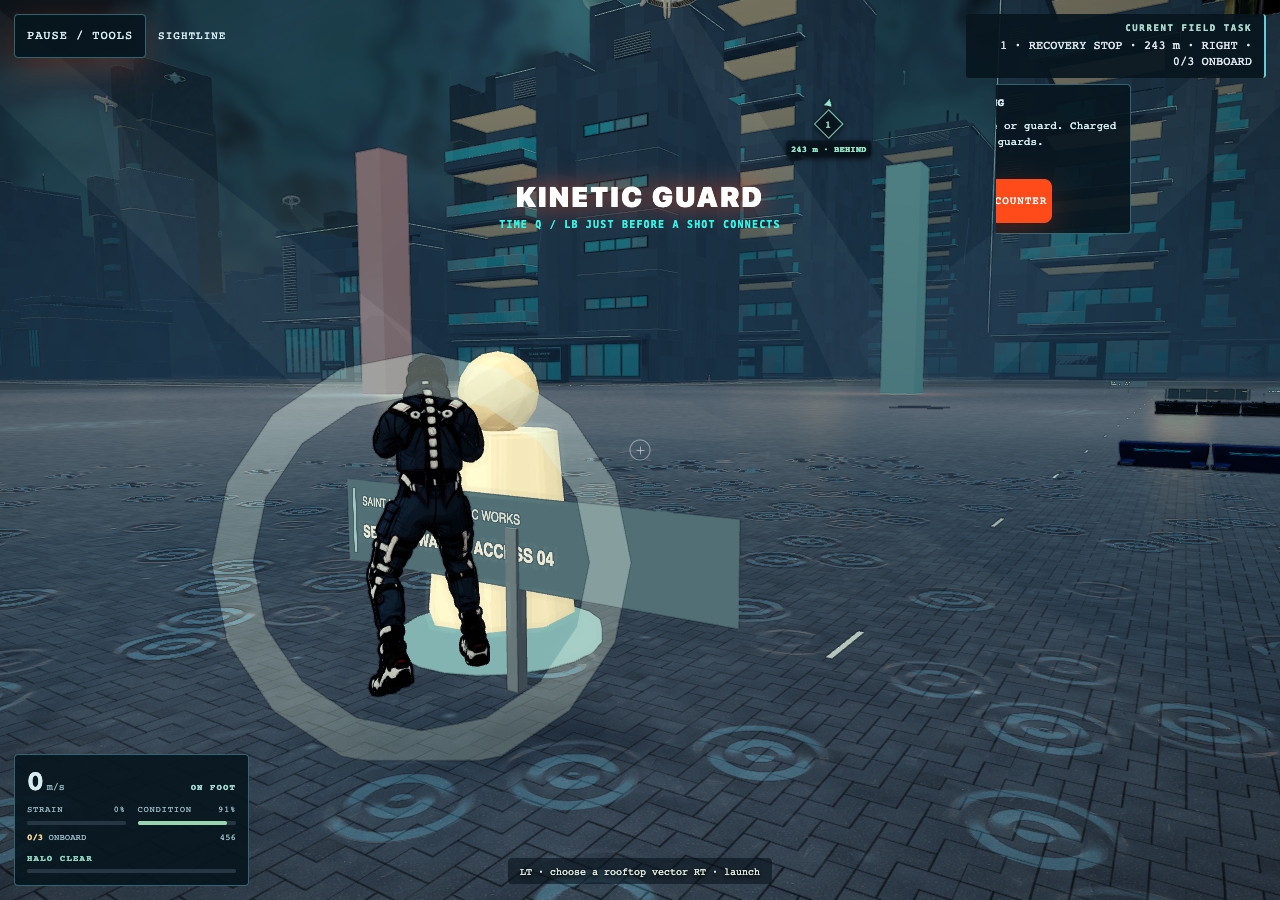 PAUSE / TOOLS
SIGHTLINE
CURRENT FIELD TASK
1 · RECOVERY STOP · 243 m · RIGHT ·
0/3 ONBOARD
or guard. Charged
guards.
COUNTER
1
243 m · BEHIND
KINETIC GUARD
TIME Q / LB JUST BEFORE A SHOT CONNECTS
SAINT
C WORKS
ACCESS 04
0 m/s
ON FOOT
STRAIN 0%
CONDITION 91%
0/3 ONBOARD
456
HALO CLEAR
LT · choose a rooftop vector RT · launch